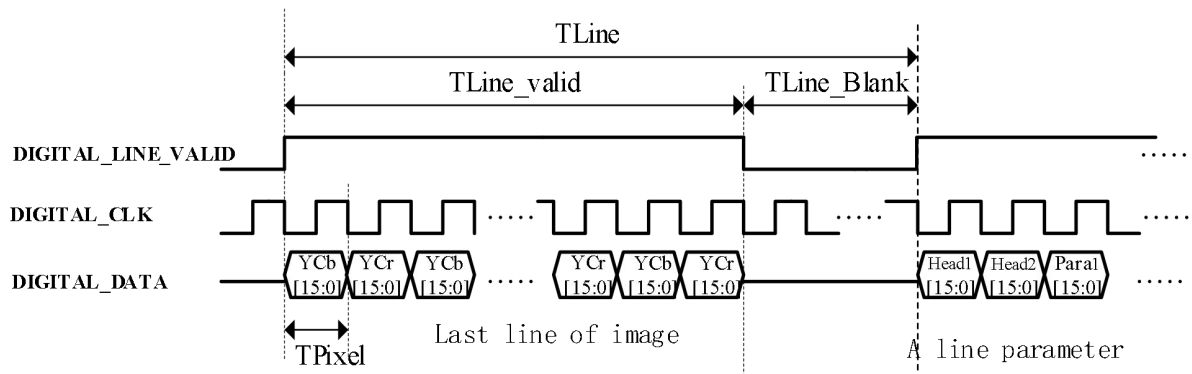 TLine
TLine_valid
TLine_Blank
DIGITAL_LINE_VALID
.....
DIGITAL_CLK
.....
.....
.....
DIGITAL_DATA
YCb
[15:0]
YCr
[15:0]
YCb
[15:0]
.....
YCr
[15:0]
YCb
[15:0]
YCr
[15:0]
Head1
[15:0]
Head2
[15:0]
Para1
[15:0]
.....
TPixel
Last line of image
A line parameter